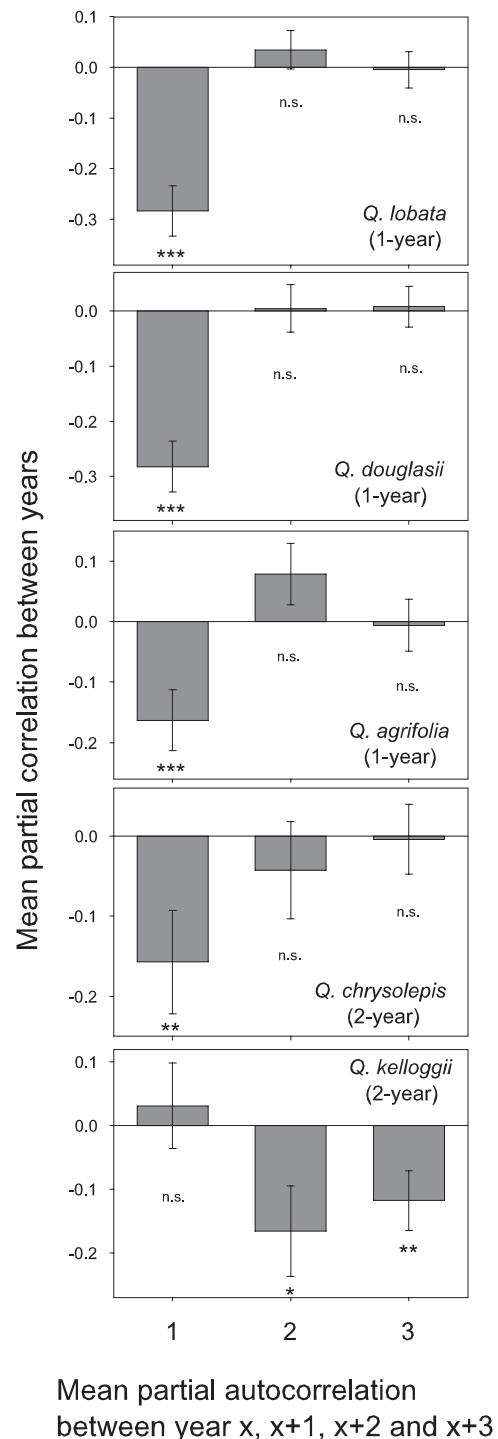 Mean partial correlation between years
0.1
0.0
-0.1
-0.2
-0.3
***
n.s.
n.s.
Q. lobata
(1-year)
0.0
-0.1
-0.2
-0.3
***
n.s.
n.s.
Q. douglasii
(1-year)
0.1
0.0
-0.1
-0.2
***
n.s.
n.s.
Q. agrifolia
(1-year)
0.0
-0.1
-0.2
**
n.s.
n.s.
Q. chrysolepis
(2-year)
0.1
0.0
-0.1
-0.2
n.s.
*
**
Q. kelloggii
(2-year)
1 2 3
Mean partial autocorrelation
between year x, x+1, x+2 and x+3